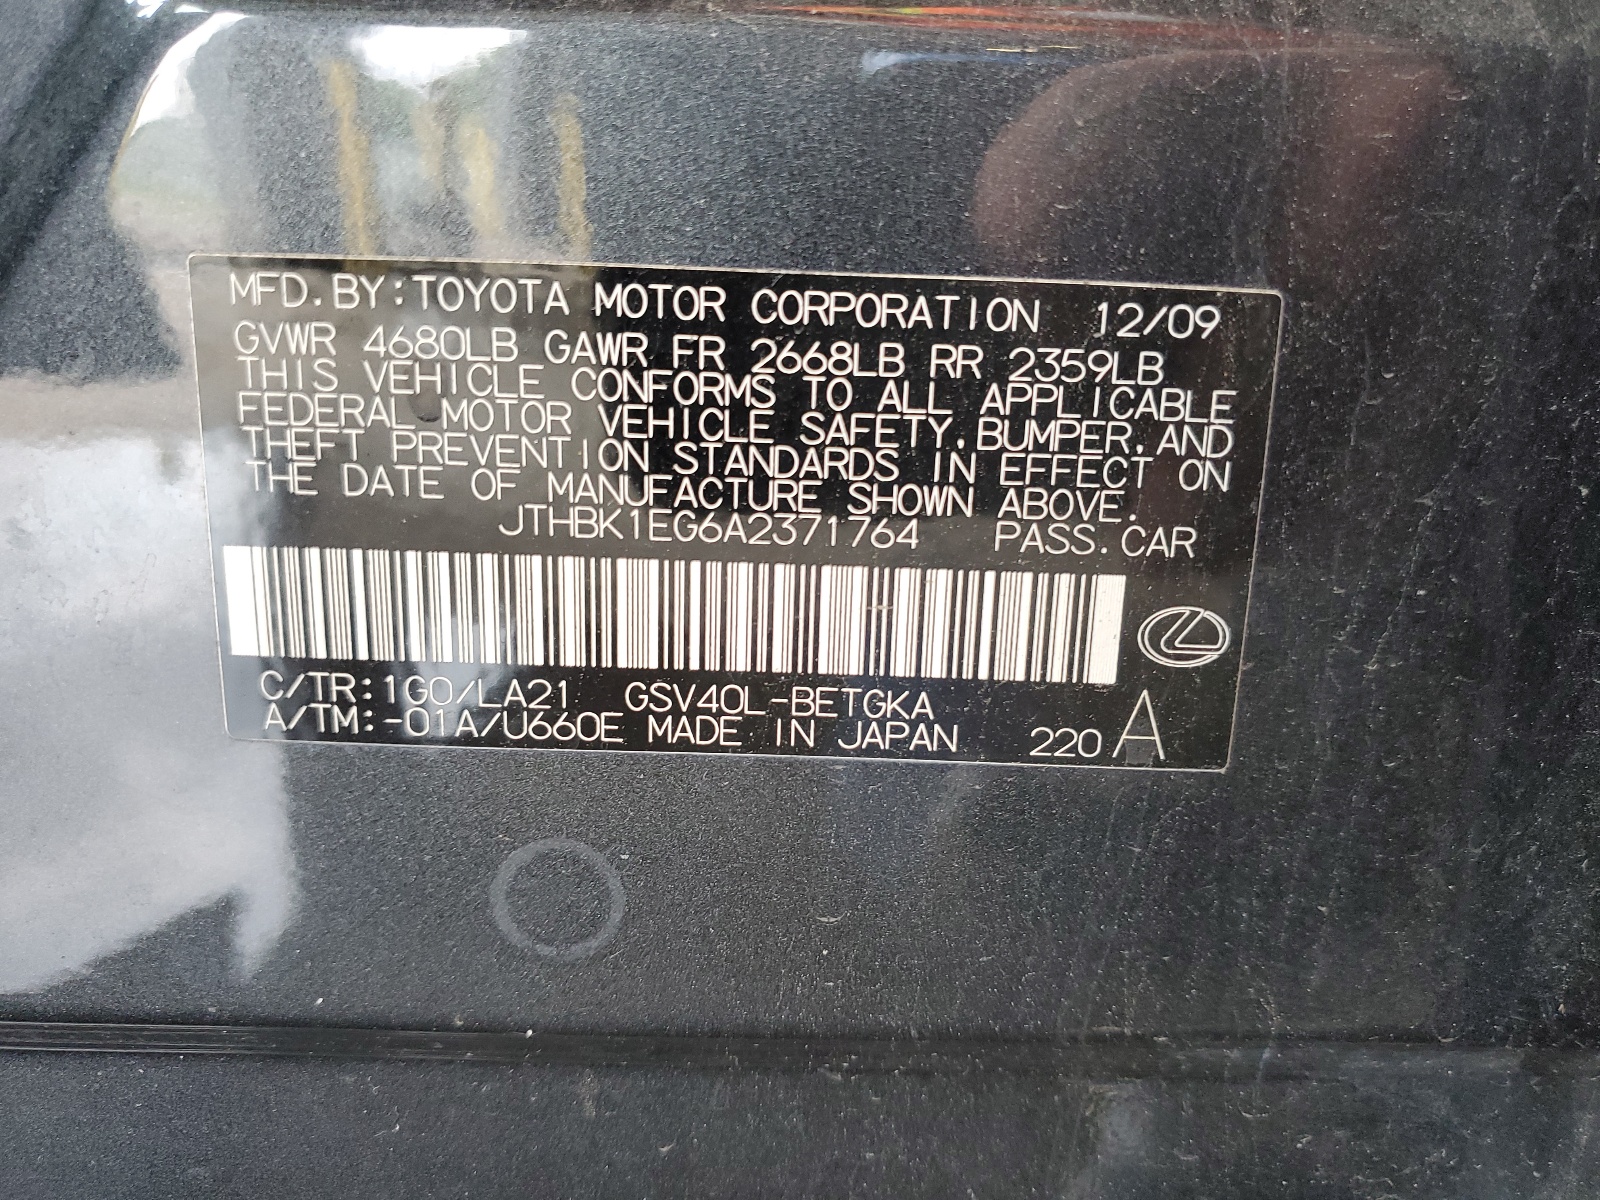 MFD. BY: TOYOTA MOTOR CORPORATION 12/09
GVWR 4680LB GAWR FR 2668LB RR 2359LB
THIS VEHICLE CONFORMS TO ALL APPLICABLE
FEDERAL MOTOR VEHICLE SAFETY, BUMPER, AND
THEFT PREVENTION STANDARDS IN EFFECT ON
THE DATE OF MANUFACTURE SHOWN ABOVE.
JTHBK1EG6A2371764 PASS. CAR
C/TR: 1G0/LA21 GSV40L-BETGKA
A/TM: -01A/U660E MADE IN JAPAN 220 A